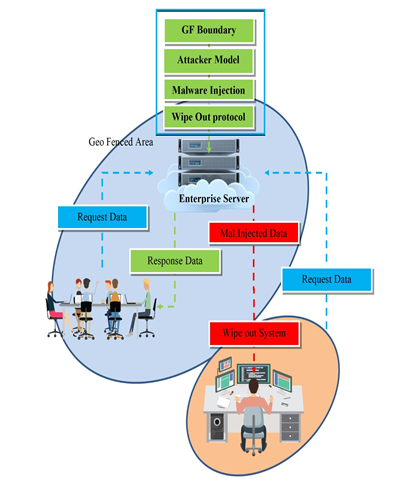 GF Boundary
Attacker Model
Malware Injection
Wipe Out protocol
Geo Fenced Area
Enterprise Server
Request Data
Mal.Injected Data
Response Data
Request Data
Wipe out System